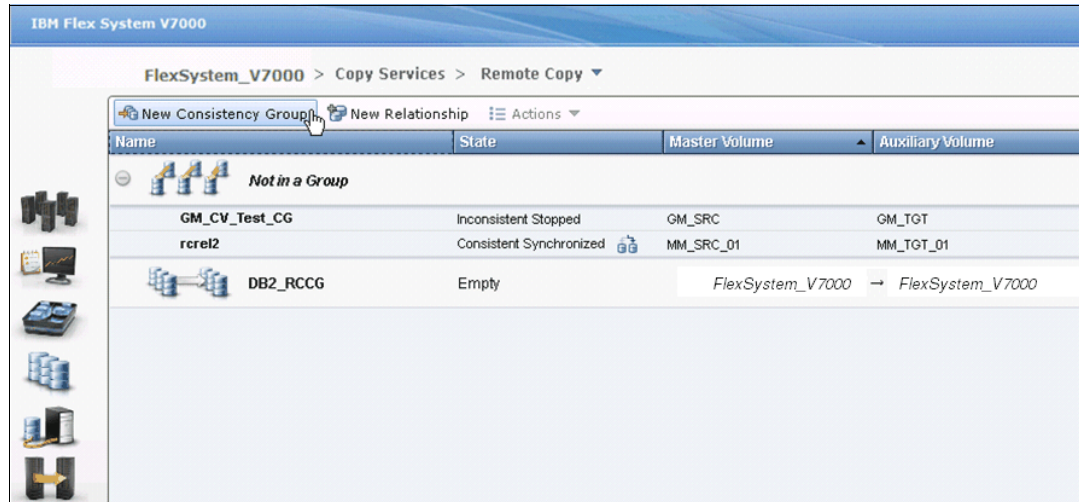 IBM Flex System V7000
FlexSystem_V7000 > Copy Services > Remote Copy
New Consistency Group New Relationship Actions
Name State Master Volume Auxiliary Volume
Not in a Group
GM_CV_Test_CG Inconsistent Stopped GM_SRC GM_TGT
rcrel2 Consistent Synchronized MM_SRC_01 MM_TGT_01
DB2_RCCG Empty FlexSystem_V7000 → FlexSystem_V7000